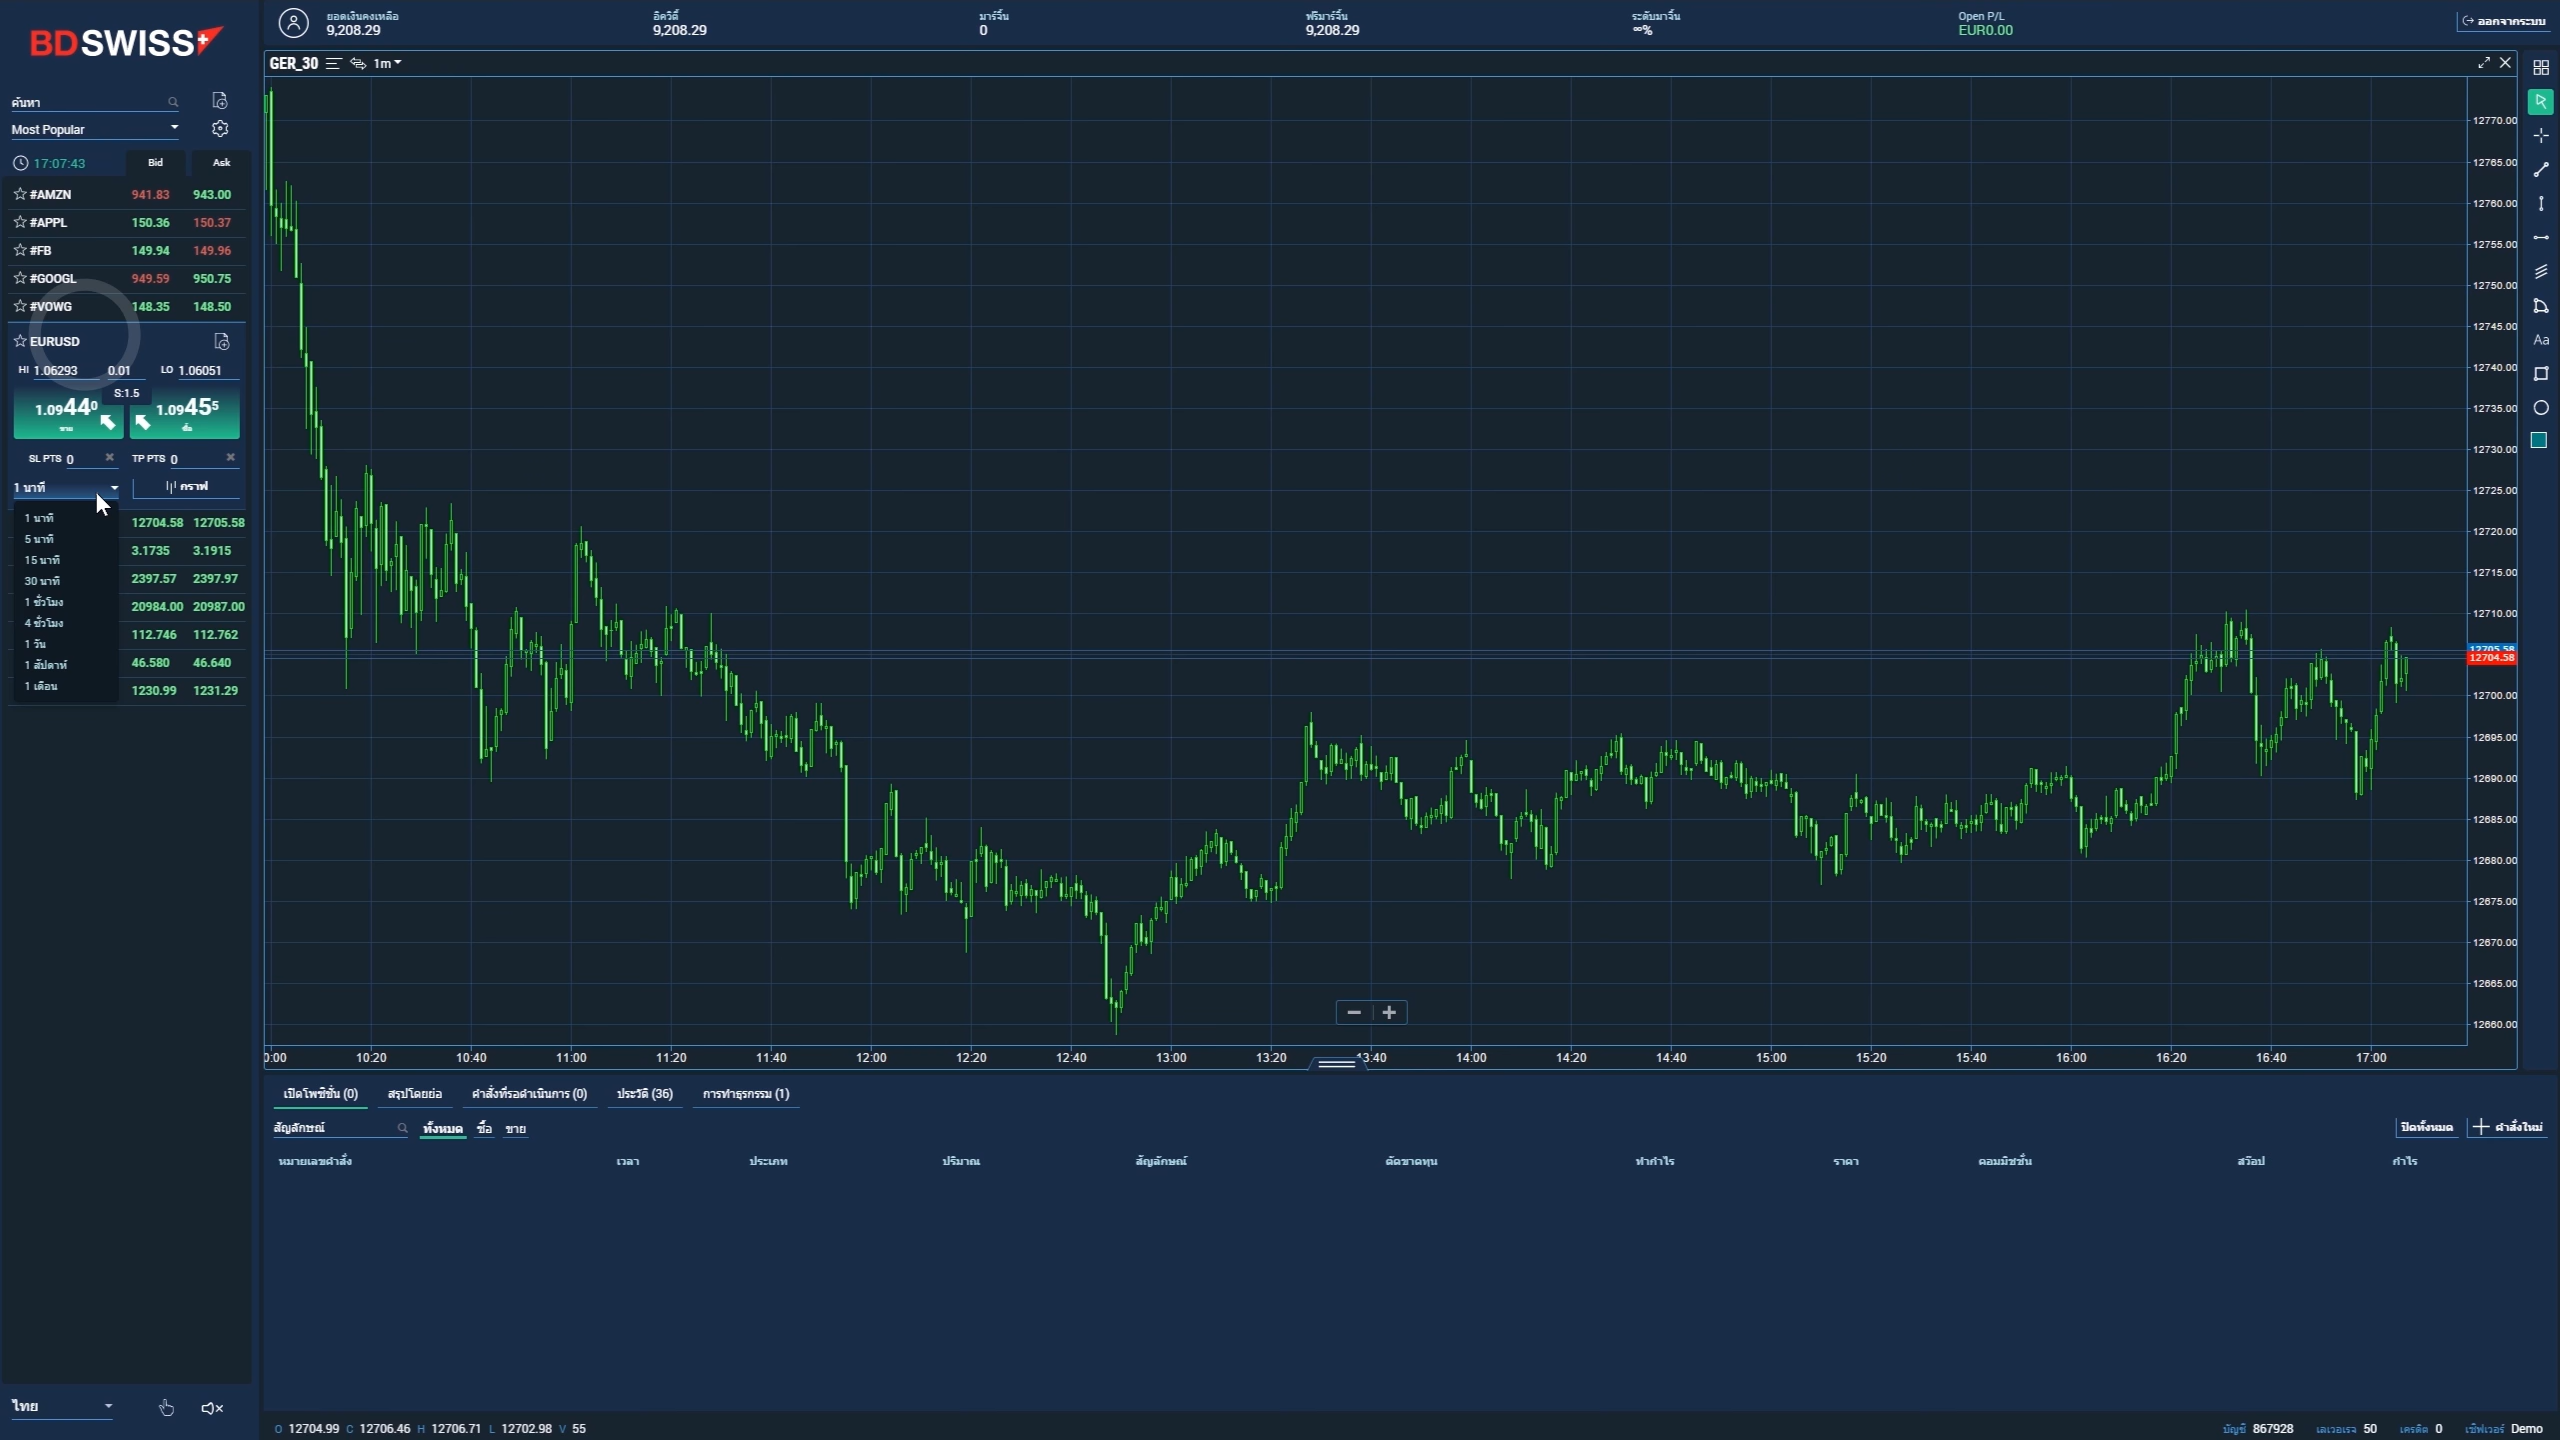 BDSWISS
ยอดเงินคงเหลือ
9,208.29
อิควิตี้
9,208.29
มาร์จิ้น
0
ฟรีมาร์จิ้น
9,208.29
ระดับมาจิ้น
∞%
Open P/L
EUR0.00
ออกจากระบบ
ค้นหา
Most Popular
17:07:43 Bid Ask
#AMZN 941.83 943.00
#APPL 150.36 150.37
#FB 149.94 149.96
#GOOGL 949.59 950.75
#VOWG 148.35 148.50
EURUSD
HI 1.06293 0.01 LO 1.06051
S:1.5
1.09440 1.09455
ขาย ซื้อ
SL PTS 0 TP PTS 0
1 นาที กราฟ
1 นาที
5 นาที
15 นาที
30 นาที
1 ชั่วโมง
4 ชั่วโมง
1 วัน
1 สัปดาห์
1 เดือน
12704.58 12705.58
3.1735 3.1915
2397.57 2397.97
20984.00 20987.00
112.746 112.762
46.580 46.640
1230.99 1231.29
ไทย
GER_30 1m
12770.00
12765.00
12760.00
12755.00
12750.00
12745.00
12740.00
12735.00
12730.00
12725.00
12720.00
12715.00
12710.00
12705.58
12704.58
12700.00
12695.00
12690.00
12685.00
12680.00
12675.00
12670.00
12665.00
12660.00
0:00 10:20 10:40 11:00 11:20 11:40 12:00 12:20 12:40 13:00 13:20 13:40 14:00 14:20 14:40 15:00 15:20 15:40 16:00 16:20 16:40 17:00
Aa
เปิดโพซิชั่น (0) สรุปโดยย่อ คำสั่งที่รอดำเนินการ (0) ประวัติ (36) การทำธุรกรรม (1)
สัญลักษณ์ ทั้งหมด ซื้อ ขาย ปิดทั้งหมด คำสั่งใหม่
หมายเลขคำสั่ง เวลา ประเภท ปริมาณ สัญลักษณ์ ตัดขาดทุน ทำกำไร ราคา คอมมิชชั่น สว๊อป กำไร
O 12704.99 C 12706.46 H 12706.71 L 12702.98 V 55
บัญชี 867928 เลเวอเรจ 50 เครดิต 0 เซิฟเวอร์ Demo